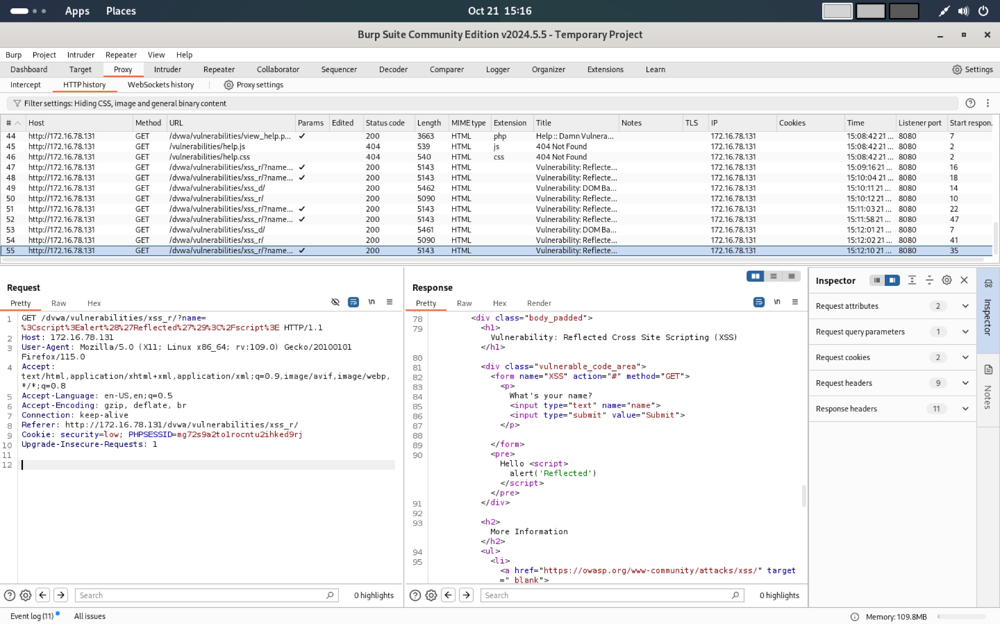 Apps Places Oct 21 15:16
Burp Suite Community Edition v2024.5.5 - Temporary Project
Burp Project Intruder Repeater View Help
Dashboard Target Proxy Intruder Repeater Collaborator Sequencer Decoder Comparer Logger Organizer Extensions Learn Settings
Intercept HTTP history WebSockets history Proxy settings
Filter settings: Hiding CSS, image and general binary content
# Host Method URL Params Edited Status code Length MIME type Extension Title Notes TLS IP Cookies Time Listener port Start respon.
44 http://172.16.78.131 GET /dvwa/vulnerabilities/view_help.p... ✓ 200 3663 HTML php Help :: Damn Vulnera... 172.16.78.131 15:08:42 21 ... 8080 7
45 http://172.16.78.131 GET /vulnerabilities/help.js 404 539 HTML js 404 Not Found 172.16.78.131 15:08:42 21 ... 8080 2
46 http://172.16.78.131 GET /vulnerabilities/help.css 404 540 HTML css 404 Not Found 172.16.78.131 15:08:42 21 ... 8080 2
47 http://172.16.78.131 GET /dvwa/vulnerabilities/xss_r/?name... ✓ 200 5143 HTML Vulnerability: Reflecte... 172.16.78.131 15:09:16 21 ... 8080 16
48 http://172.16.78.131 GET /dvwa/vulnerabilities/xss_r/?name... ✓ 200 5143 HTML Vulnerability: Reflecte... 172.16.78.131 15:10:04 21 ... 8080 18
49 http://172.16.78.131 GET /dvwa/vulnerabilities/xss_d/ 200 5462 HTML Vulnerability: DOM Ba... 172.16.78.131 15:10:11 21 ... 8080 14
50 http://172.16.78.131 GET /dvwa/vulnerabilities/xss_r/ 200 5090 HTML Vulnerability: Reflecte... 172.16.78.131 15:10:12 21 ... 8080 10
51 http://172.16.78.131 GET /dvwa/vulnerabilities/xss_r/?name... ✓ 200 5143 HTML Vulnerability: Reflecte... 172.16.78.131 15:11:03 21 ... 8080 22
52 http://172.16.78.131 GET /dvwa/vulnerabilities/xss_r/?name... ✓ 200 5143 HTML Vulnerability: Reflecte... 172.16.78.131 15:11:58 21 ... 8080 47
53 http://172.16.78.131 GET /dvwa/vulnerabilities/xss_d/ 200 5461 HTML Vulnerability: DOM Ba... 172.16.78.131 15:12:01 21 ... 8080 7
54 http://172.16.78.131 GET /dvwa/vulnerabilities/xss_r/ 200 5090 HTML Vulnerability: Reflecte... 172.16.78.131 15:12:02 21 ... 8080 41
55 http://172.16.78.131 GET /dvwa/vulnerabilities/xss_r/?name... ✓ 200 5143 HTML Vulnerability: Reflecte... 172.16.78.131 15:12:10 21 ... 8080 35
Request
Pretty Raw Hex \n
1 GET /dvwa/vulnerabilities/xss_r/?name=
%3Cscript%3Ealert%28%27Reflected%27%29%3C%2Fscript%3E HTTP/1.1
2 Host: 172.16.78.131
3 User-Agent: Mozilla/5.0 (X11; Linux x86_64; rv:109.0) Gecko/20100101
Firefox/115.0
4 Accept:
text/html,application/xhtml+xml,application/xml;q=0.9,image/avif,image/webp,
*/*;q=0.8
5 Accept-Language: en-US,en;q=0.5
6 Accept-Encoding: gzip, deflate, br
7 Connection: keep-alive
8 Referer: http://172.16.78.131/dvwa/vulnerabilities/xss_r/
9 Cookie: security=low; PHPSESSID=mg72s9a2to1rocntu2ihked9rj
10 Upgrade-Insecure-Requests: 1
11
12
Search 0 highlights
Response
Pretty Raw Hex Render \n
78 <div class="body_padded">
79 <h1>
Vulnerability: Reflected Cross Site Scripting (XSS)
</h1>
80
81 <div class="vulnerable_code_area">
82 <form name="XSS" action="#" method="GET">
83 <p>
84 What's your name?
85 <input type="text" name="name">
86 <input type="submit" value="Submit">
87 </p>
88
89 </form>
90 <pre>
Hello <script>
alert('Reflected')
</script>
</pre>
91 </div>
92
93 <h2>
More Information
</h2>
94 <ul>
95 <li>
<a href="https://owasp.org/www-community/attacks/xss/" target
="_blank">
Search 0 highlights
Inspector
Request attributes 2
Request query parameters 1
Request cookies 2
Request headers 9
Response headers 11
Inspector
Notes
Event log (11) All issues Memory: 109.8MB